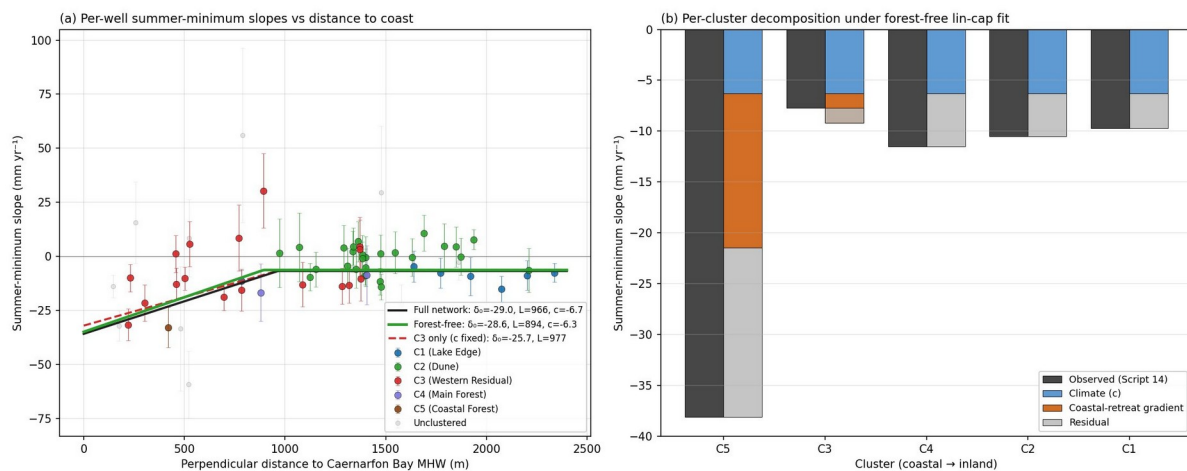 (a) Per-well summer-minimum slopes vs distance to coast
100
75
50
25
0
−25
−50
−75
Summer-minimum slope (mm yr⁻¹)
0
500
1000
1500
2000
2500
Perpendicular distance to Caernarfon Bay MHW (m)
Full network: δ₀=-29.0, L=966, c=-6.7
Forest-free: δ₀=-28.6, L=894, c=-6.3
C3 only (c fixed): δ₀=-25.7, L=977
C1 (Lake Edge)
C2 (Dune)
C3 (Western Residual)
C4 (Main Forest)
C5 (Coastal Forest)
Unclustered
(b) Per-cluster decomposition under forest-free lin-cap fit
0
−5
−10
−15
−20
−25
−30
−35
−40
Summer-minimum slope (mm yr⁻¹)
C5
C3
C4
C2
C1
Cluster (coastal → inland)
Observed (Script 14)
Climate (c)
Coastal-retreat gradient
Residual